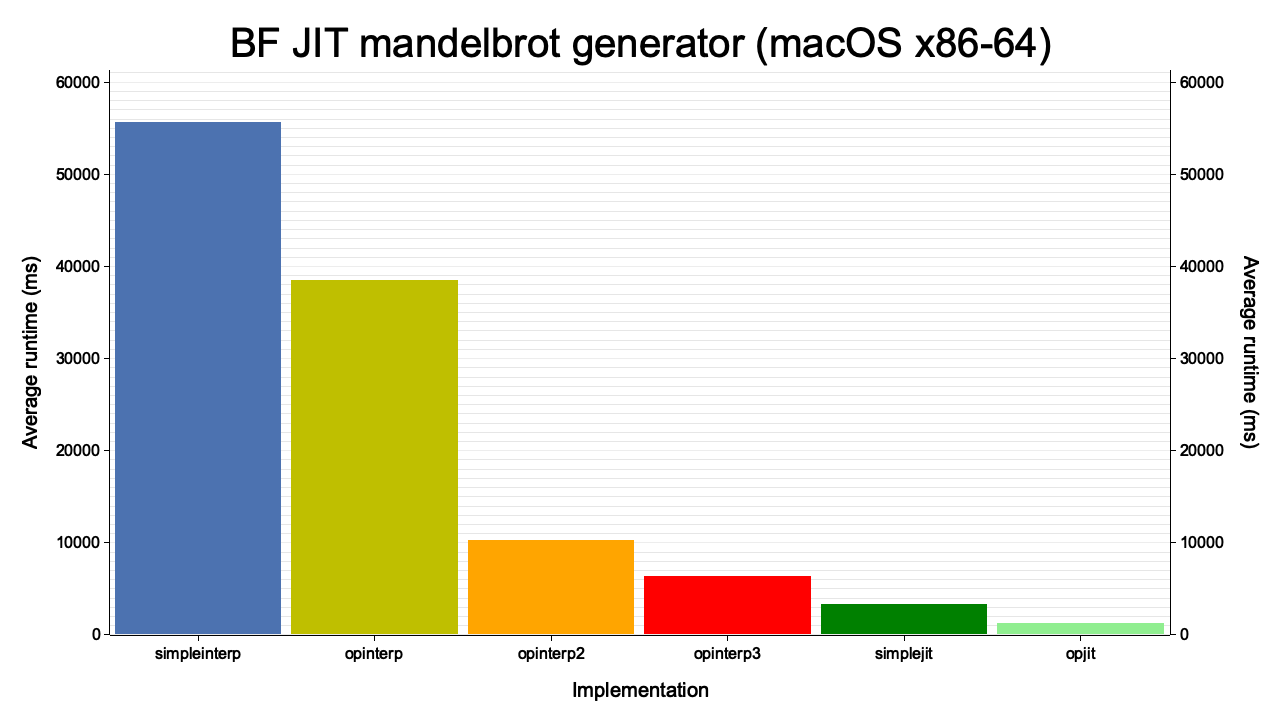 BF JIT mandelbrot generator (macOS x86-64)
60000
50000
40000
30000
20000
10000
0
Average runtime (ms)
60000
50000
40000
30000
20000
10000
0
Average runtime (ms)
simpleinterp
opinterp
opinterp2
opinterp3
simplejit
opjit
Implementation